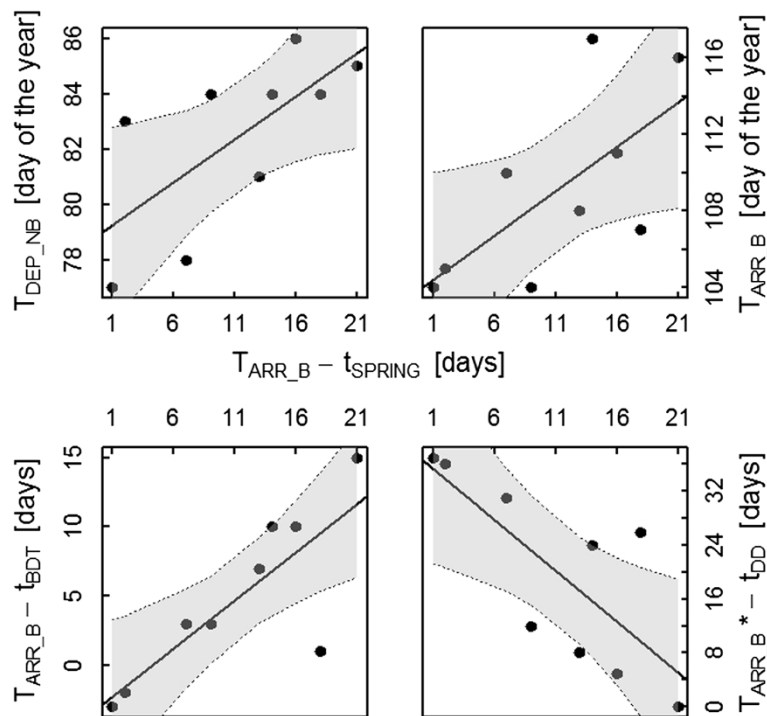 T_DEP_NB [day of the year]
86
84
82
80
78
1 6 11 16 21
116
112
108
104
T_ARR_B [day of the year]
1 6 11 16 21
T_ARR_B – t_SPRING [days]
1 6 11 16 21
T_ARR_B – t_BDT [days]
15
10
5
0
1 6 11 16 21
32
24
16
8
0
T_ARR_B* – t_DD [days]